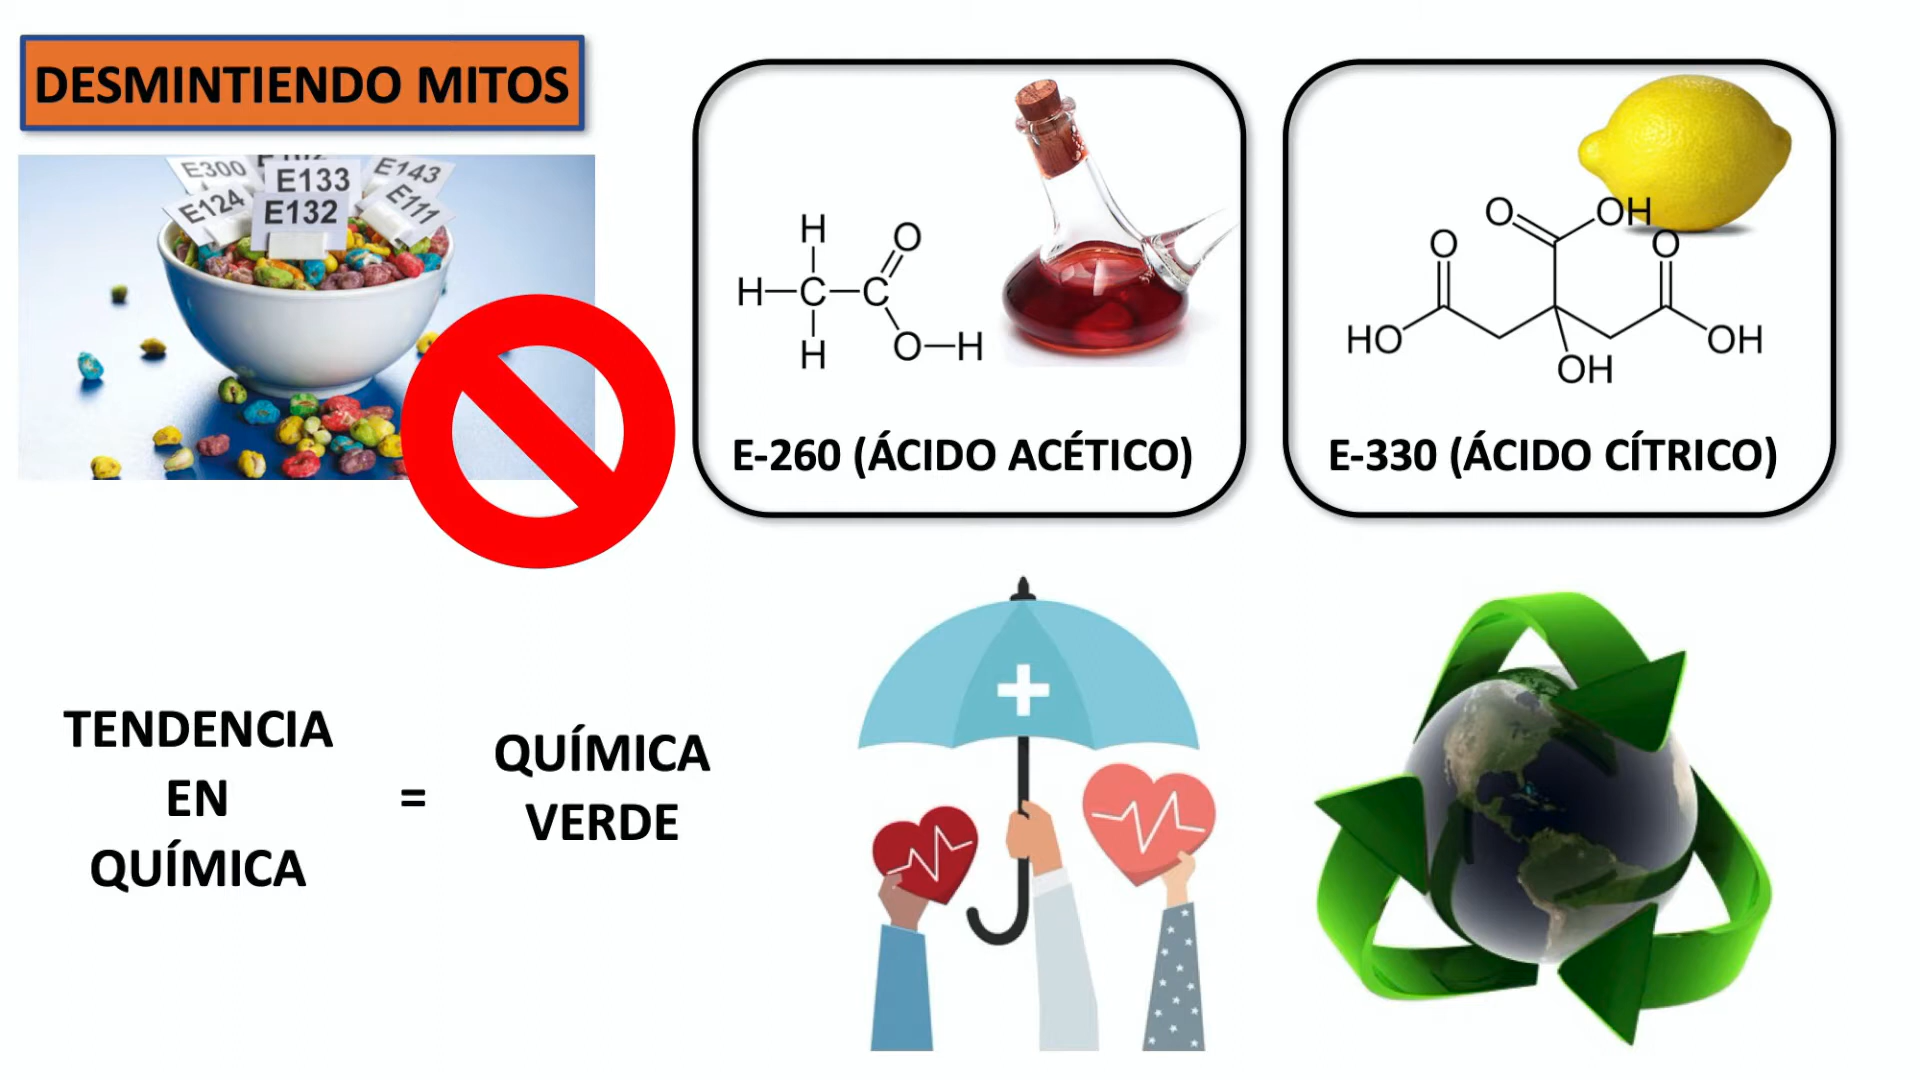 DESMINTIENDO MITOS
E300
E133
E143
E124
E132
E111
H
O
H
C
C
H
O
H
E-260 (ÁCIDO ACÉTICO)
O
OH
O
O
HO
OH
OH
E-330 (ÁCIDO CÍTRICO)
TENDENCIA
EN
QUÍMICA
=
QUÍMICA
VERDE